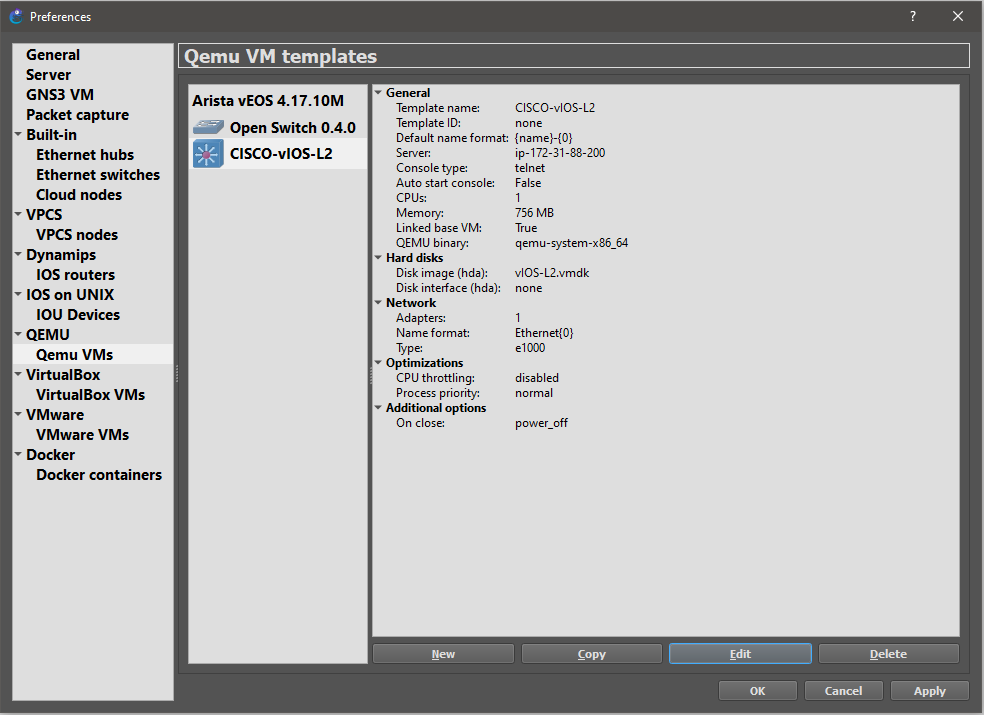 Preferences
?
General
Server
GNS3 VM
Packet capture
Built-in
Ethernet hubs
Ethernet switches
Cloud nodes
VPCS
VPCS nodes
Dynamips
IOS routers
IOS on UNIX
IOU Devices
QEMU
Qemu VMs
VirtualBox
VirtualBox VMs
VMware
VMware VMs
Docker
Docker containers
Qemu VM templates
Arista vEOS 4.17.10M
Open Switch 0.4.0
CISCO-vIOS-L2
General
Template name: CISCO-vIOS-L2
Template ID: none
Default name format: {name}-{0}
Server: ip-172-31-88-200
Console type: telnet
Auto start console: False
CPUs: 1
Memory: 756 MB
Linked base VM: True
QEMU binary: qemu-system-x86_64
Hard disks
Disk image (hda): vIOS-L2.vmdk
Disk interface (hda): none
Network
Adapters: 1
Name format: Ethernet{0}
Type: e1000
Optimizations
CPU throttling: disabled
Process priority: normal
Additional options
On close: power_off
New Copy Edit Delete
OK Cancel Apply